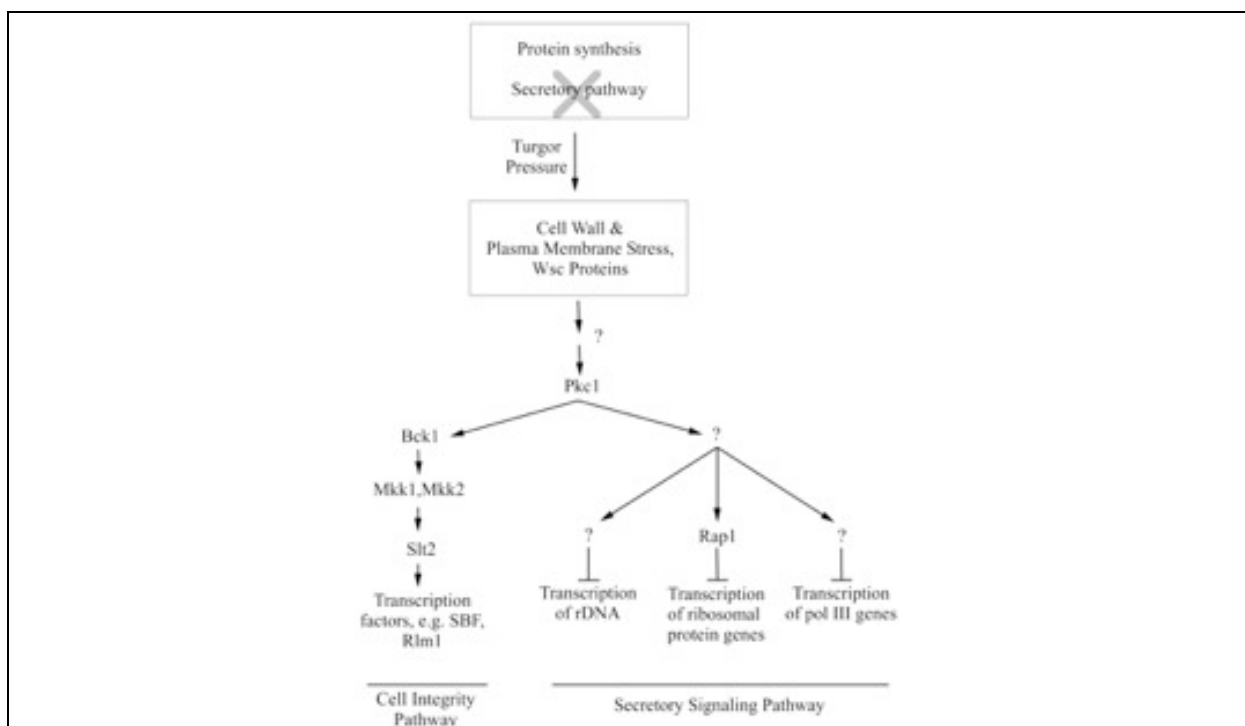 Protein synthesis
Secretory pathway
Turgor
Pressure
Cell Wall &
Plasma Membrane Stress,
Wsc Proteins
?
Pkc1
Bck1
?
Mkk1,Mkk2
?
Rap1
?
Slt2
Transcription
factors, e.g. SBF,
Rlm1
Transcription
of rDNA
Transcription
of ribosomal
protein genes
Transcription
of pol III genes
Cell Integrity
Pathway
Secretory Signaling Pathway